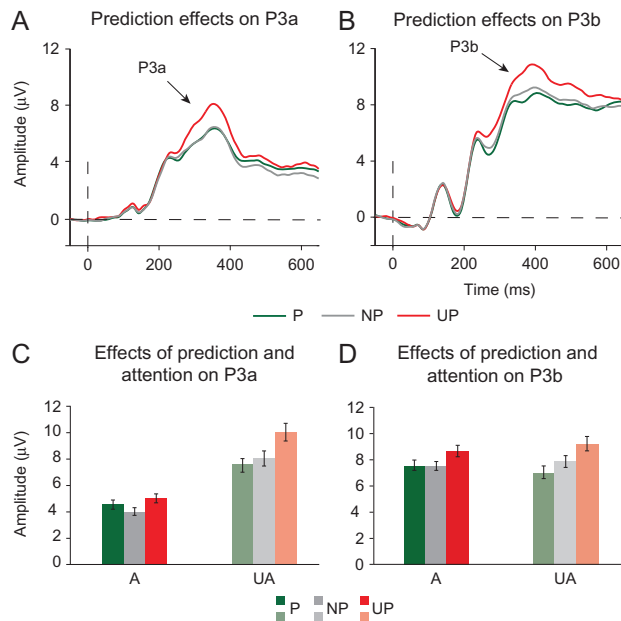 A
Prediction effects on P3a
B
Prediction effects on P3b
Amplitude (μV)
12
8
4
0
P3a
0
200
400
600
12
8
4
0
P3b
0
200
400
600
Time (ms)
P
NP
UP
C
Effects of prediction and
attention on P3a
D
Effects of prediction and
attention on P3b
Amplitude (μV)
12
10
8
6
4
2
0
A
UA
12
10
8
6
4
2
0
A
UA
P
NP
UP